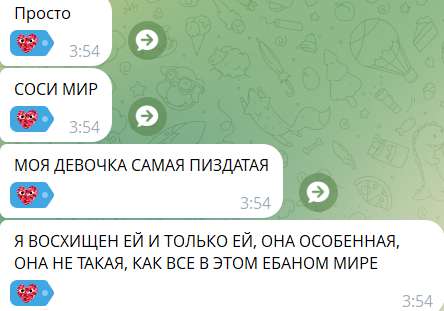 Просто
3:54
СОСИ МИР
3:54
МОЯ ДЕВОЧКА САМАЯ ПИЗДАТАЯ
3:54
Я ВОСХИЩЕН ЕЙ И ТОЛЬКО ЕЙ, ОНА ОСОБЕННАЯ,
ОНА НЕ ТАКАЯ, КАК ВСЕ В ЭТОМ ЕБАНОМ МИРЕ
3:54